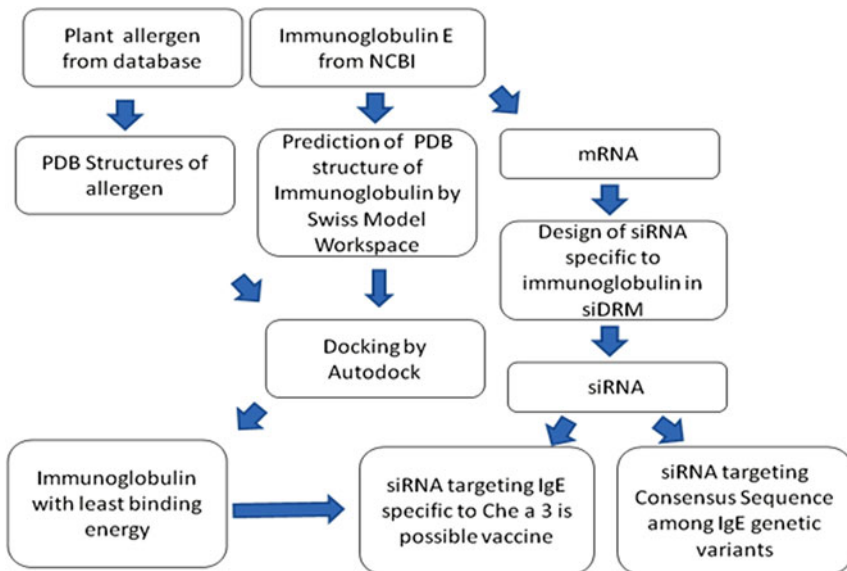 Plant allergen
from database
Immunoglobulin E
from NCBI
PDB Structures of
allergen
Prediction of PDB
structure of
Immunoglobulin by
Swiss Model
Workspace
mRNA
Design of siRNA
specific to
immunoglobulin in
siDRM
Docking by
Autodock
siRNA
Immunoglobulin
with least binding
energy
siRNA targeting IgE
specific to Che a 3 is
possible vaccine
siRNA targeting
Consensus Sequence
among IgE genetic
variants